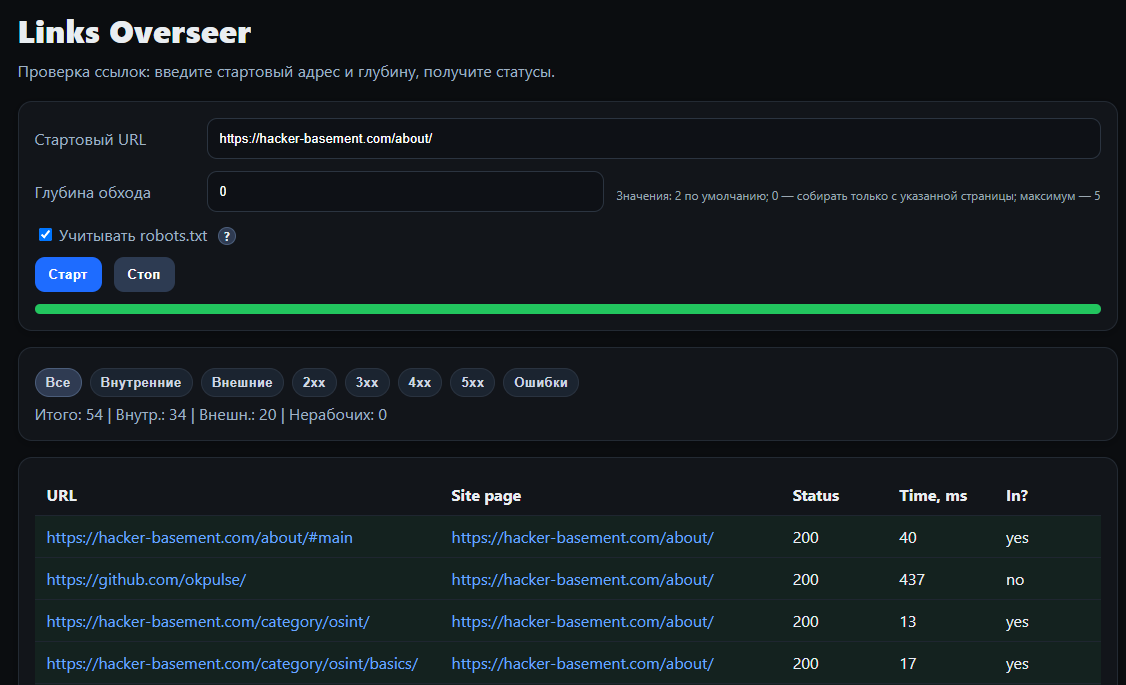 Links Overseer
Проверка ссылок: введите стартовый адрес и глубину, получите статусы.
Стартовый URL https://hacker-basement.com/about/
Глубина обхода 0 Значения: 2 по умолчанию; 0 — собирать только с указанной страницы; максимум — 5
Учитывать robots.txt ?
Старт Стоп
Все Внутренние Внешние 2xx 3xx 4xx 5xx Ошибки
Итого: 54 | Внутр.: 34 | Внешн.: 20 | Нерабочих: 0
URL Site page Status Time, ms In?
https://hacker-basement.com/about/#main https://hacker-basement.com/about/ 200 40 yes
https://github.com/okpulse/ https://hacker-basement.com/about/ 200 437 no
https://hacker-basement.com/category/osint/ https://hacker-basement.com/about/ 200 13 yes
https://hacker-basement.com/category/osint/basics/ https://hacker-basement.com/about/ 200 17 yes